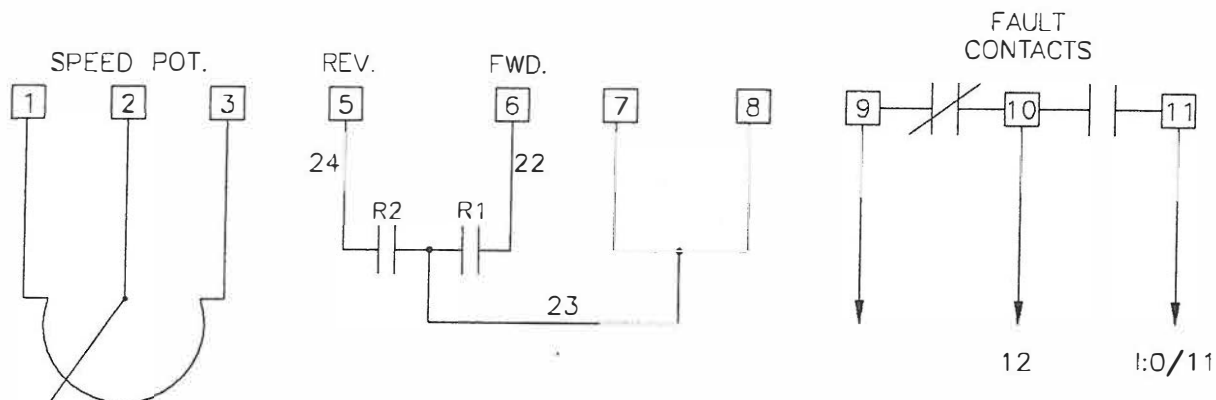 FAULT
CONTACTS
SPEED POT.
REV.
FWD.
1
2
3
5
6
7
8
9
10
11
24
22
R2
R1
23
12
I:0/11